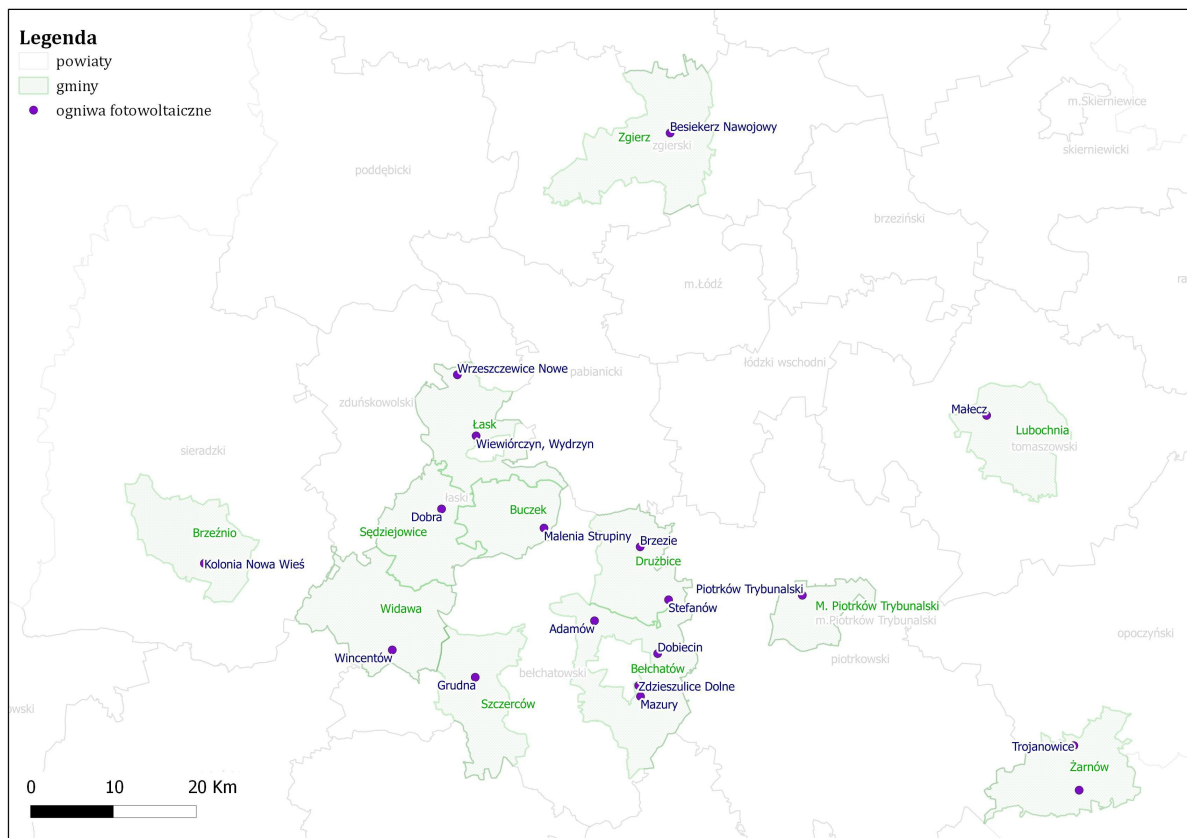 Legenda
powiaty
gminy
ogniwa fotowoltaiczne
m.Skierniewice
Besiekerz Nawojowy
Zgierz
zgierski
skierniewicki
poddębicki
brzeziński
ra
m.Łódź
łódzki wschodni
Wrzeszczewice Nowe
pabianicki
zduńskowolski
Małecz
Łask
Lubochnia
Wiewiórczyn, Wydrzyn
tomaszowski
sieradzki
łaski
Buczek
Dobra
Brzeźnio
Sędziejowice
Malenia Strupiny
Brzezie
Drużbice
Kolonia Nowa Wieś
Piotrków Trybunalski
Widawa
Stefanów
M. Piotrków Trybunalski
m.Piotrków Trybunalski
Adamów
opoczyński
Dobiecin
Wincentów
piotrkowski
Bełchatów
bełchatowski
Grudna
Zdzieszulice Dolne
Szczerców
Mazury
owski
Trojanowice
Żarnów
0 10 20 Km